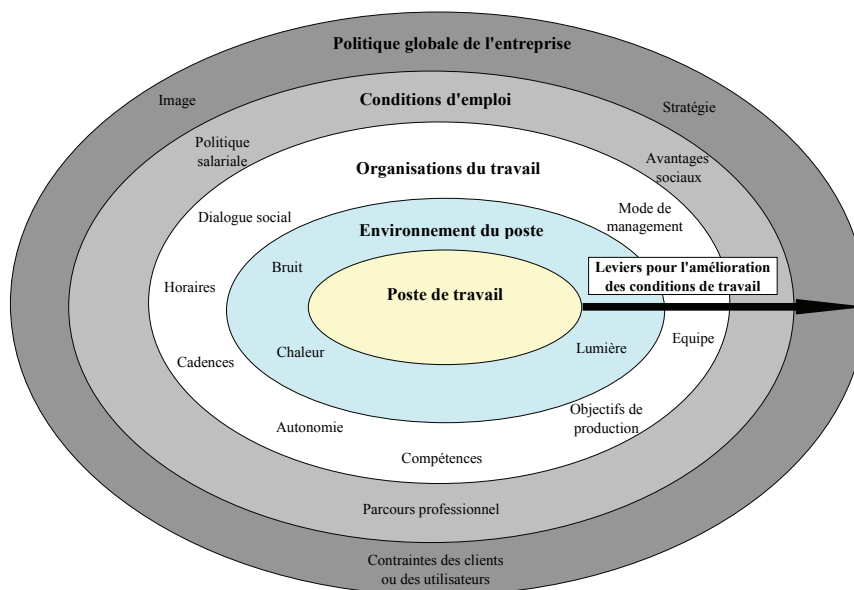 Politique globale de l'entreprise
Image
Conditions d'emploi
Stratégie
Politique
salariale
Avantages
sociaux
Organisations du travail
Dialogue social
Mode de
management
Environnement du poste
Bruit
Leviers pour l'amélioration
des conditions de travail
Horaires
Poste de travail
Cadences
Chaleur
Lumière
Equipe
Autonomie
Objectifs de
production
Compétences
Parcours professionnel
Contraintes des clients
ou des utilisateurs